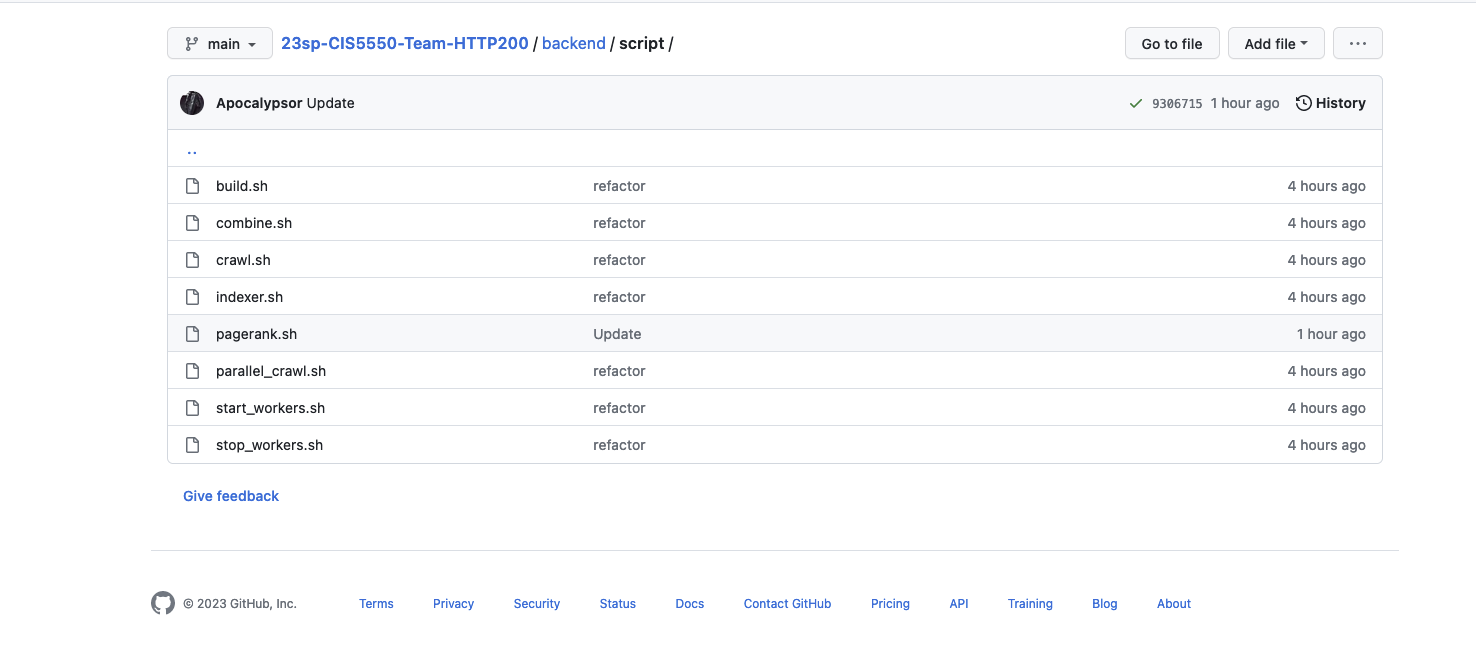 main 23sp-CIS5550-Team-HTTP200 / backend / script / Go to file Add file ...
Apocalypsor Update 9306715 1 hour ago History
..
build.sh refactor 4 hours ago
combine.sh refactor 4 hours ago
crawl.sh refactor 4 hours ago
indexer.sh refactor 4 hours ago
pagerank.sh Update 1 hour ago
parallel_crawl.sh refactor 4 hours ago
start_workers.sh refactor 4 hours ago
stop_workers.sh refactor 4 hours ago
Give feedback
© 2023 GitHub, Inc. Terms Privacy Security Status Docs Contact GitHub Pricing API Training Blog About